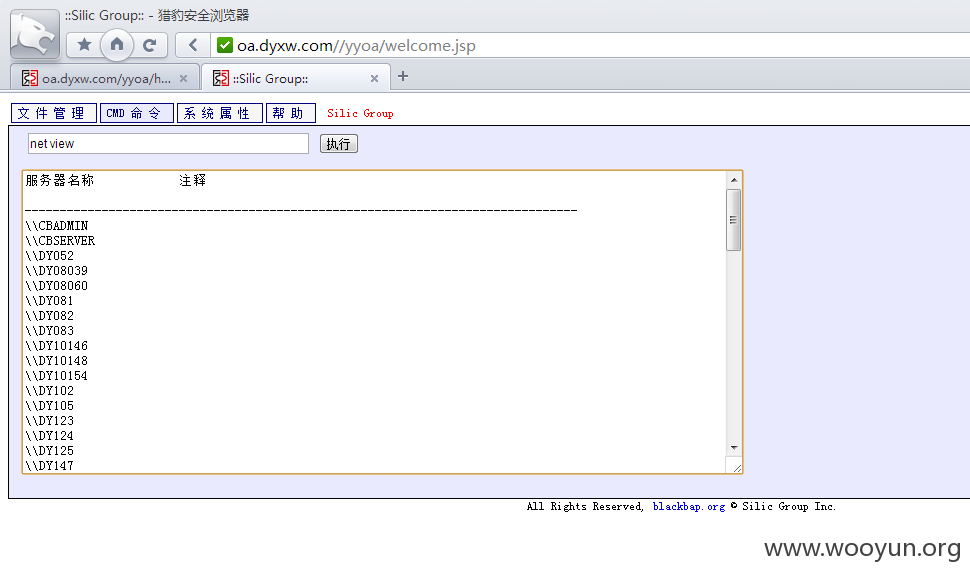 ::Silic Group:: - 猎豹安全浏览器
oa.dyxw.com//yyoa/welcome.jsp
oa.dyxw.com/yyoa/h... ::Silic Group::
文件管理 CMD 命令 系统属性 帮助 Silic Group
net view 执行
服务器名称 注释
-------------------------------------------------------------------------------
\\CBADMIN
\\CBSERVER
\\DY052
\\DY08039
\\DY08060
\\DY081
\\DY082
\\DY083
\\DY10146
\\DY10148
\\DY10154
\\DY102
\\DY105
\\DY123
\\DY124
\\DY125
\\DY147
All Rights Reserved, blackbap.org © Silic Group Inc.
www.wooyun.org